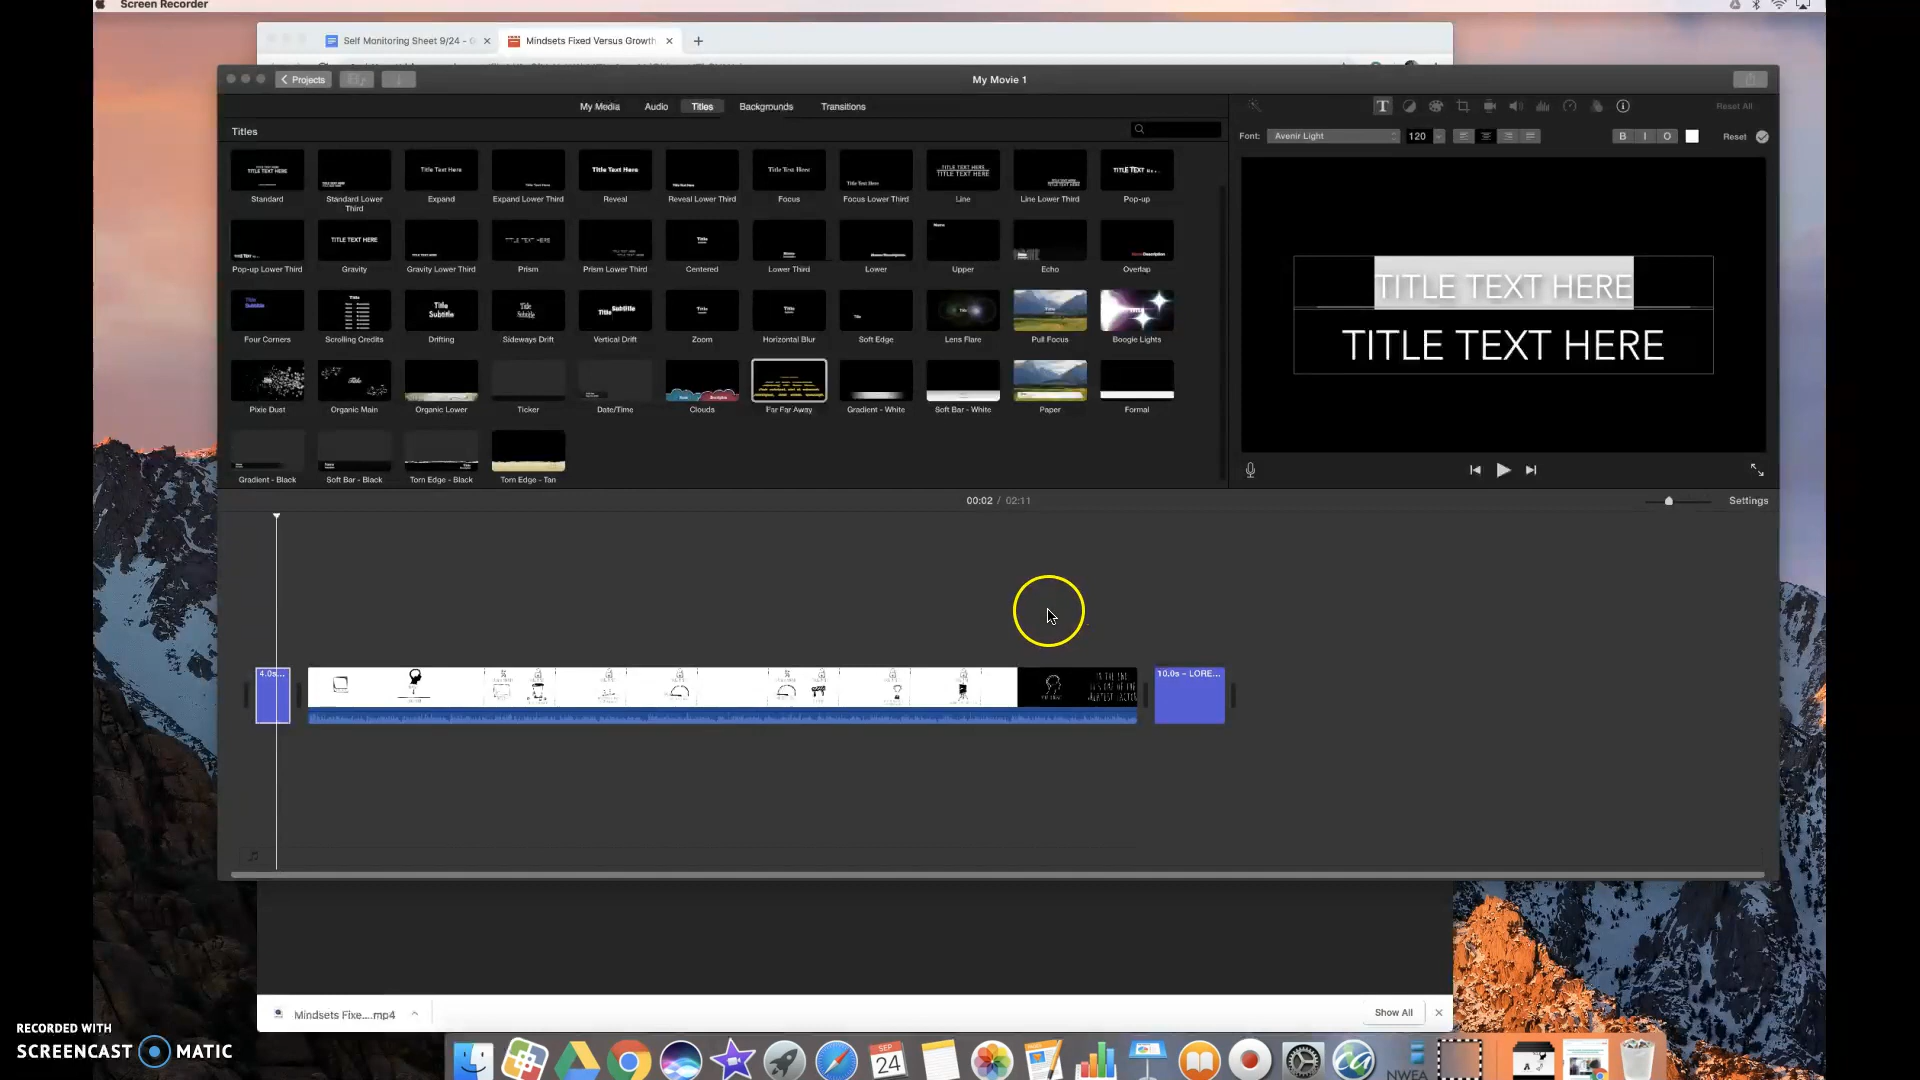 Screen Recorder
Self Monitoring Sheet 9/24 -
Mindsets Fixed Versus Growth
Projects
My Movie 1
My Media
Audio
Titles
Backgrounds
Transitions
Reset All
Titles
Font:
Avenir Light
120
B
I
O
Reset
Standard
Standard Lower Third
Expand
Expand Lower Third
Reveal
Reveal Lower Third
Focus
Focus Lower Third
Line
Line Lower Third
Pop-up
Pop-up Lower Third
Gravity
Gravity Lower Third
Prism
Prism Lower Third
Centered
Lower Third
Lower
Upper
Echo
Overlap
Four Corners
Scrolling Credits
Drifting
Sideways Drift
Vertical Drift
Zoom
Horizontal Blur
Soft Edge
Lens Flare
Pull Focus
Boogie Lights
Pixie Dust
Organic Main
Organic Lower
Ticker
Date/Time
Clouds
Far Far Away
Gradient - White
Soft Bar - White
Paper
Formal
Gradient - Black
Soft Bar - Black
Torn Edge - Black
Torn Edge - Tan
TITLE TEXT HERE
TITLE TEXT HERE
00:02 / 02:11
Settings
4.0s...
10.0s - LORE...
Mindsets Fixe....mp4
Show All
RECORDED WITH
SCREENCAST MATIC
SEP
24
NWEA